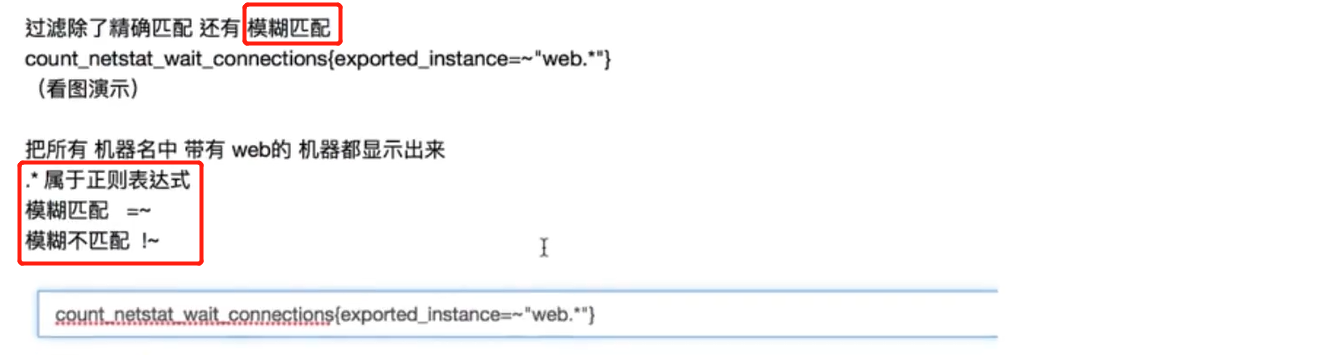 过滤除了精确匹配 还有 模糊匹配
count_netstat_wait_connections{exported_instance=~"web.*"}
（看图演示）
把所有 机器名中 带有 web的 机器都显示出来
.* 属于正则表达式
模糊匹配 =~
模糊不匹配 !~
count_netstat_wait_connections{exported_instance=~"web.*"}